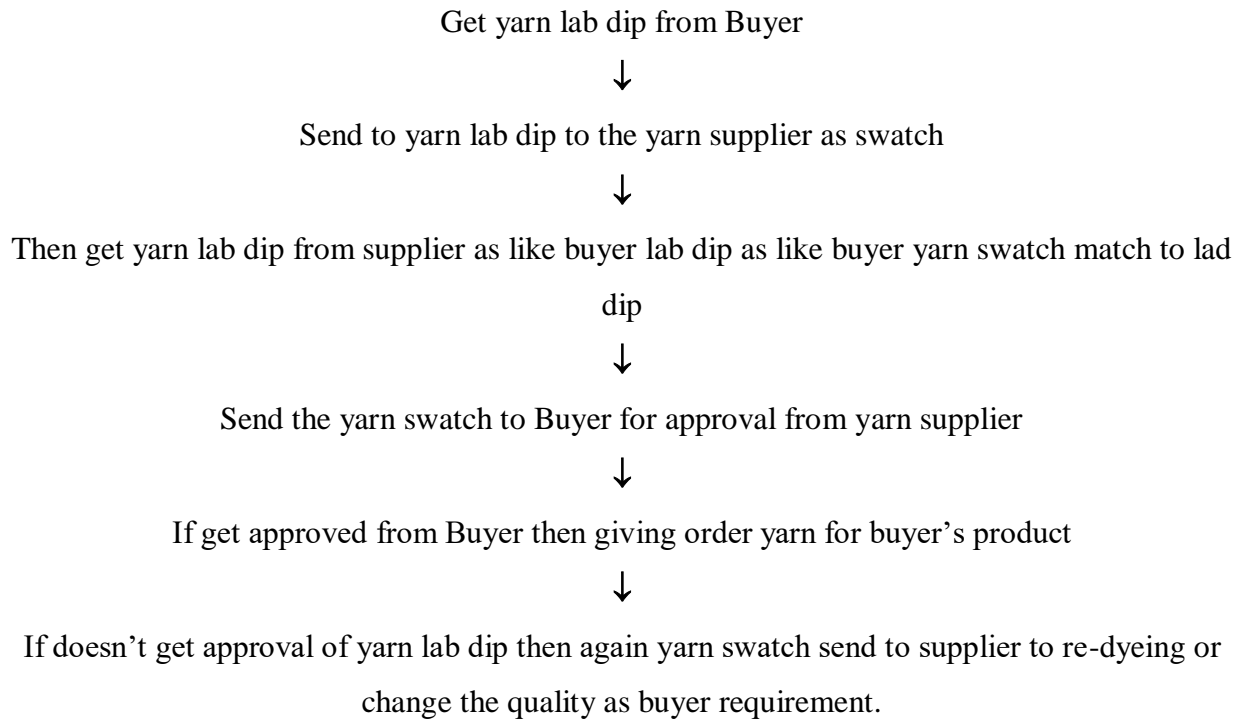 Get yarn lab dip from Buyer
↓
Send to yarn lab dip to the yarn supplier as swatch
↓
Then get yarn lab dip from supplier as like buyer lab dip as like buyer yarn swatch match to lad
dip
↓
Send the yarn swatch to Buyer for approval from yarn supplier
↓
If get approved from Buyer then giving order yarn for buyer’s product
↓
If doesn’t get approval of yarn lab dip then again yarn swatch send to supplier to re-dyeing or
change the quality as buyer requirement.